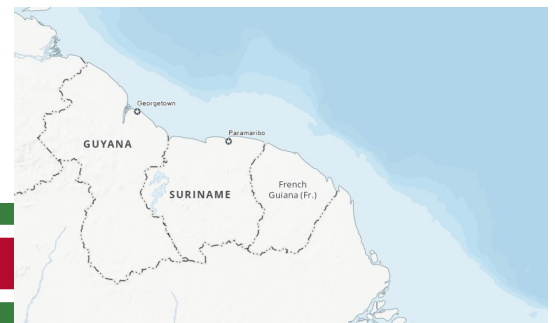 Georgetown
Paramaribo
GUYANA
SURINAME
French
Guiana (Fr.)